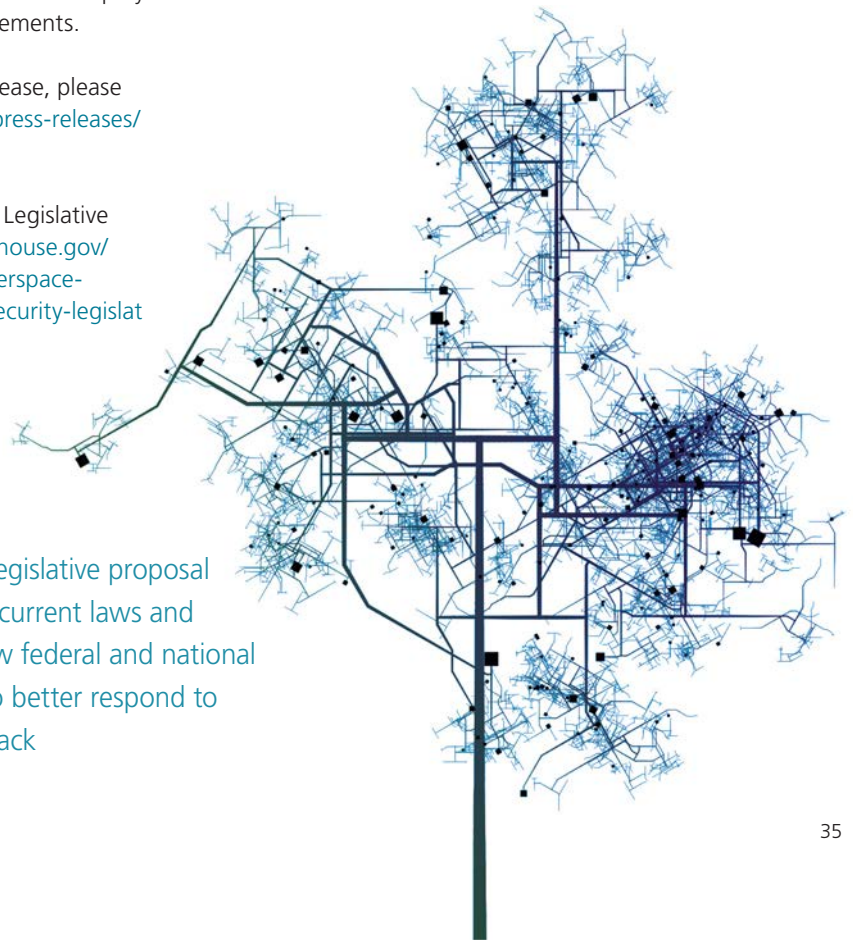 ements.
ease, please
press-releases/
Legislative
house.gov/
erspace-
ecurity-legislat
egislative proposal
current laws and
w federal and national
o better respond to
ack
35